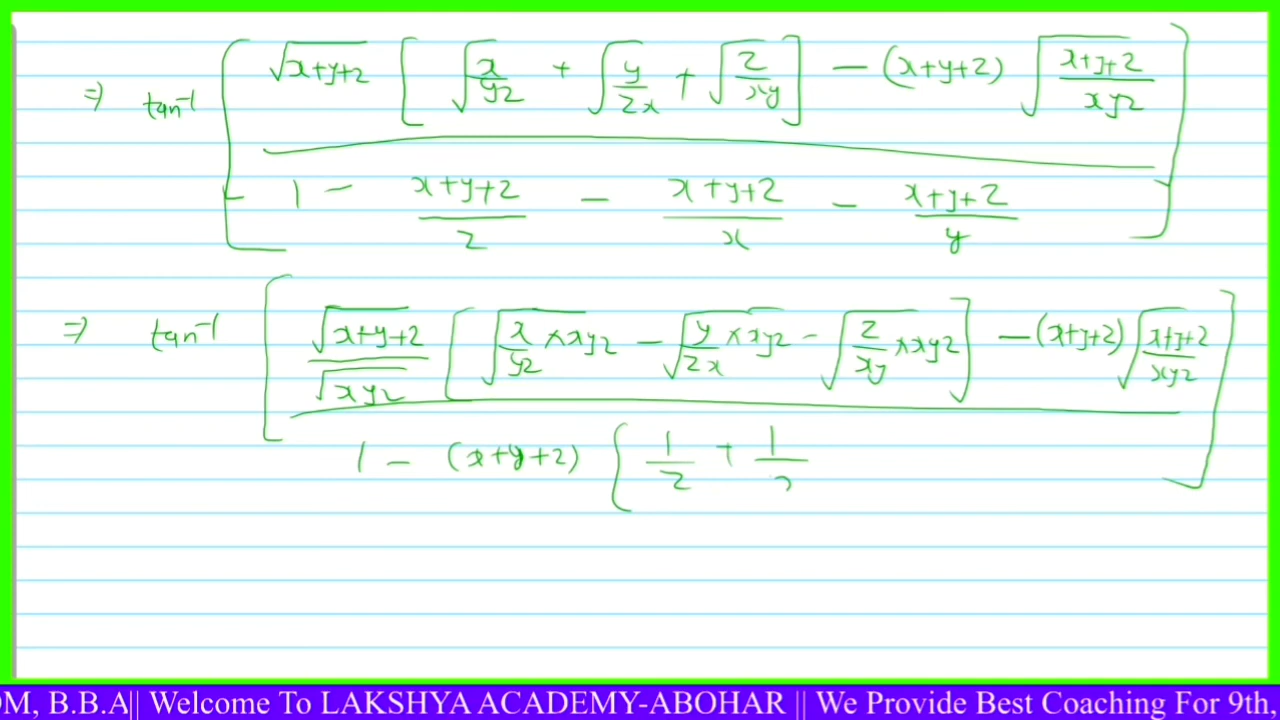 ⇒ tan⁻¹ [ √(x+y+z) [ √(x/yz) + √(y/zx) + √(z/xy) ] − (x+y+z) √((x+y+z)/xyz)
1 − (x+y+z)/z − (x+y+z)/x − (x+y+z)/y ]
⇒ tan⁻¹ [ √(x+y+z)/√(xyz) [ √(x/yz × xyz) − √(y/zx × xyz) − √(z/xy × xyz) ] − (x+y+z) √((x+y+z)/xyz) ]
1 − (x+y+z) { 1/z + 1/
OM, B.B.A|| Welcome To LAKSHYA ACADEMY-ABOHAR || We Provide Best Coaching For 9th,